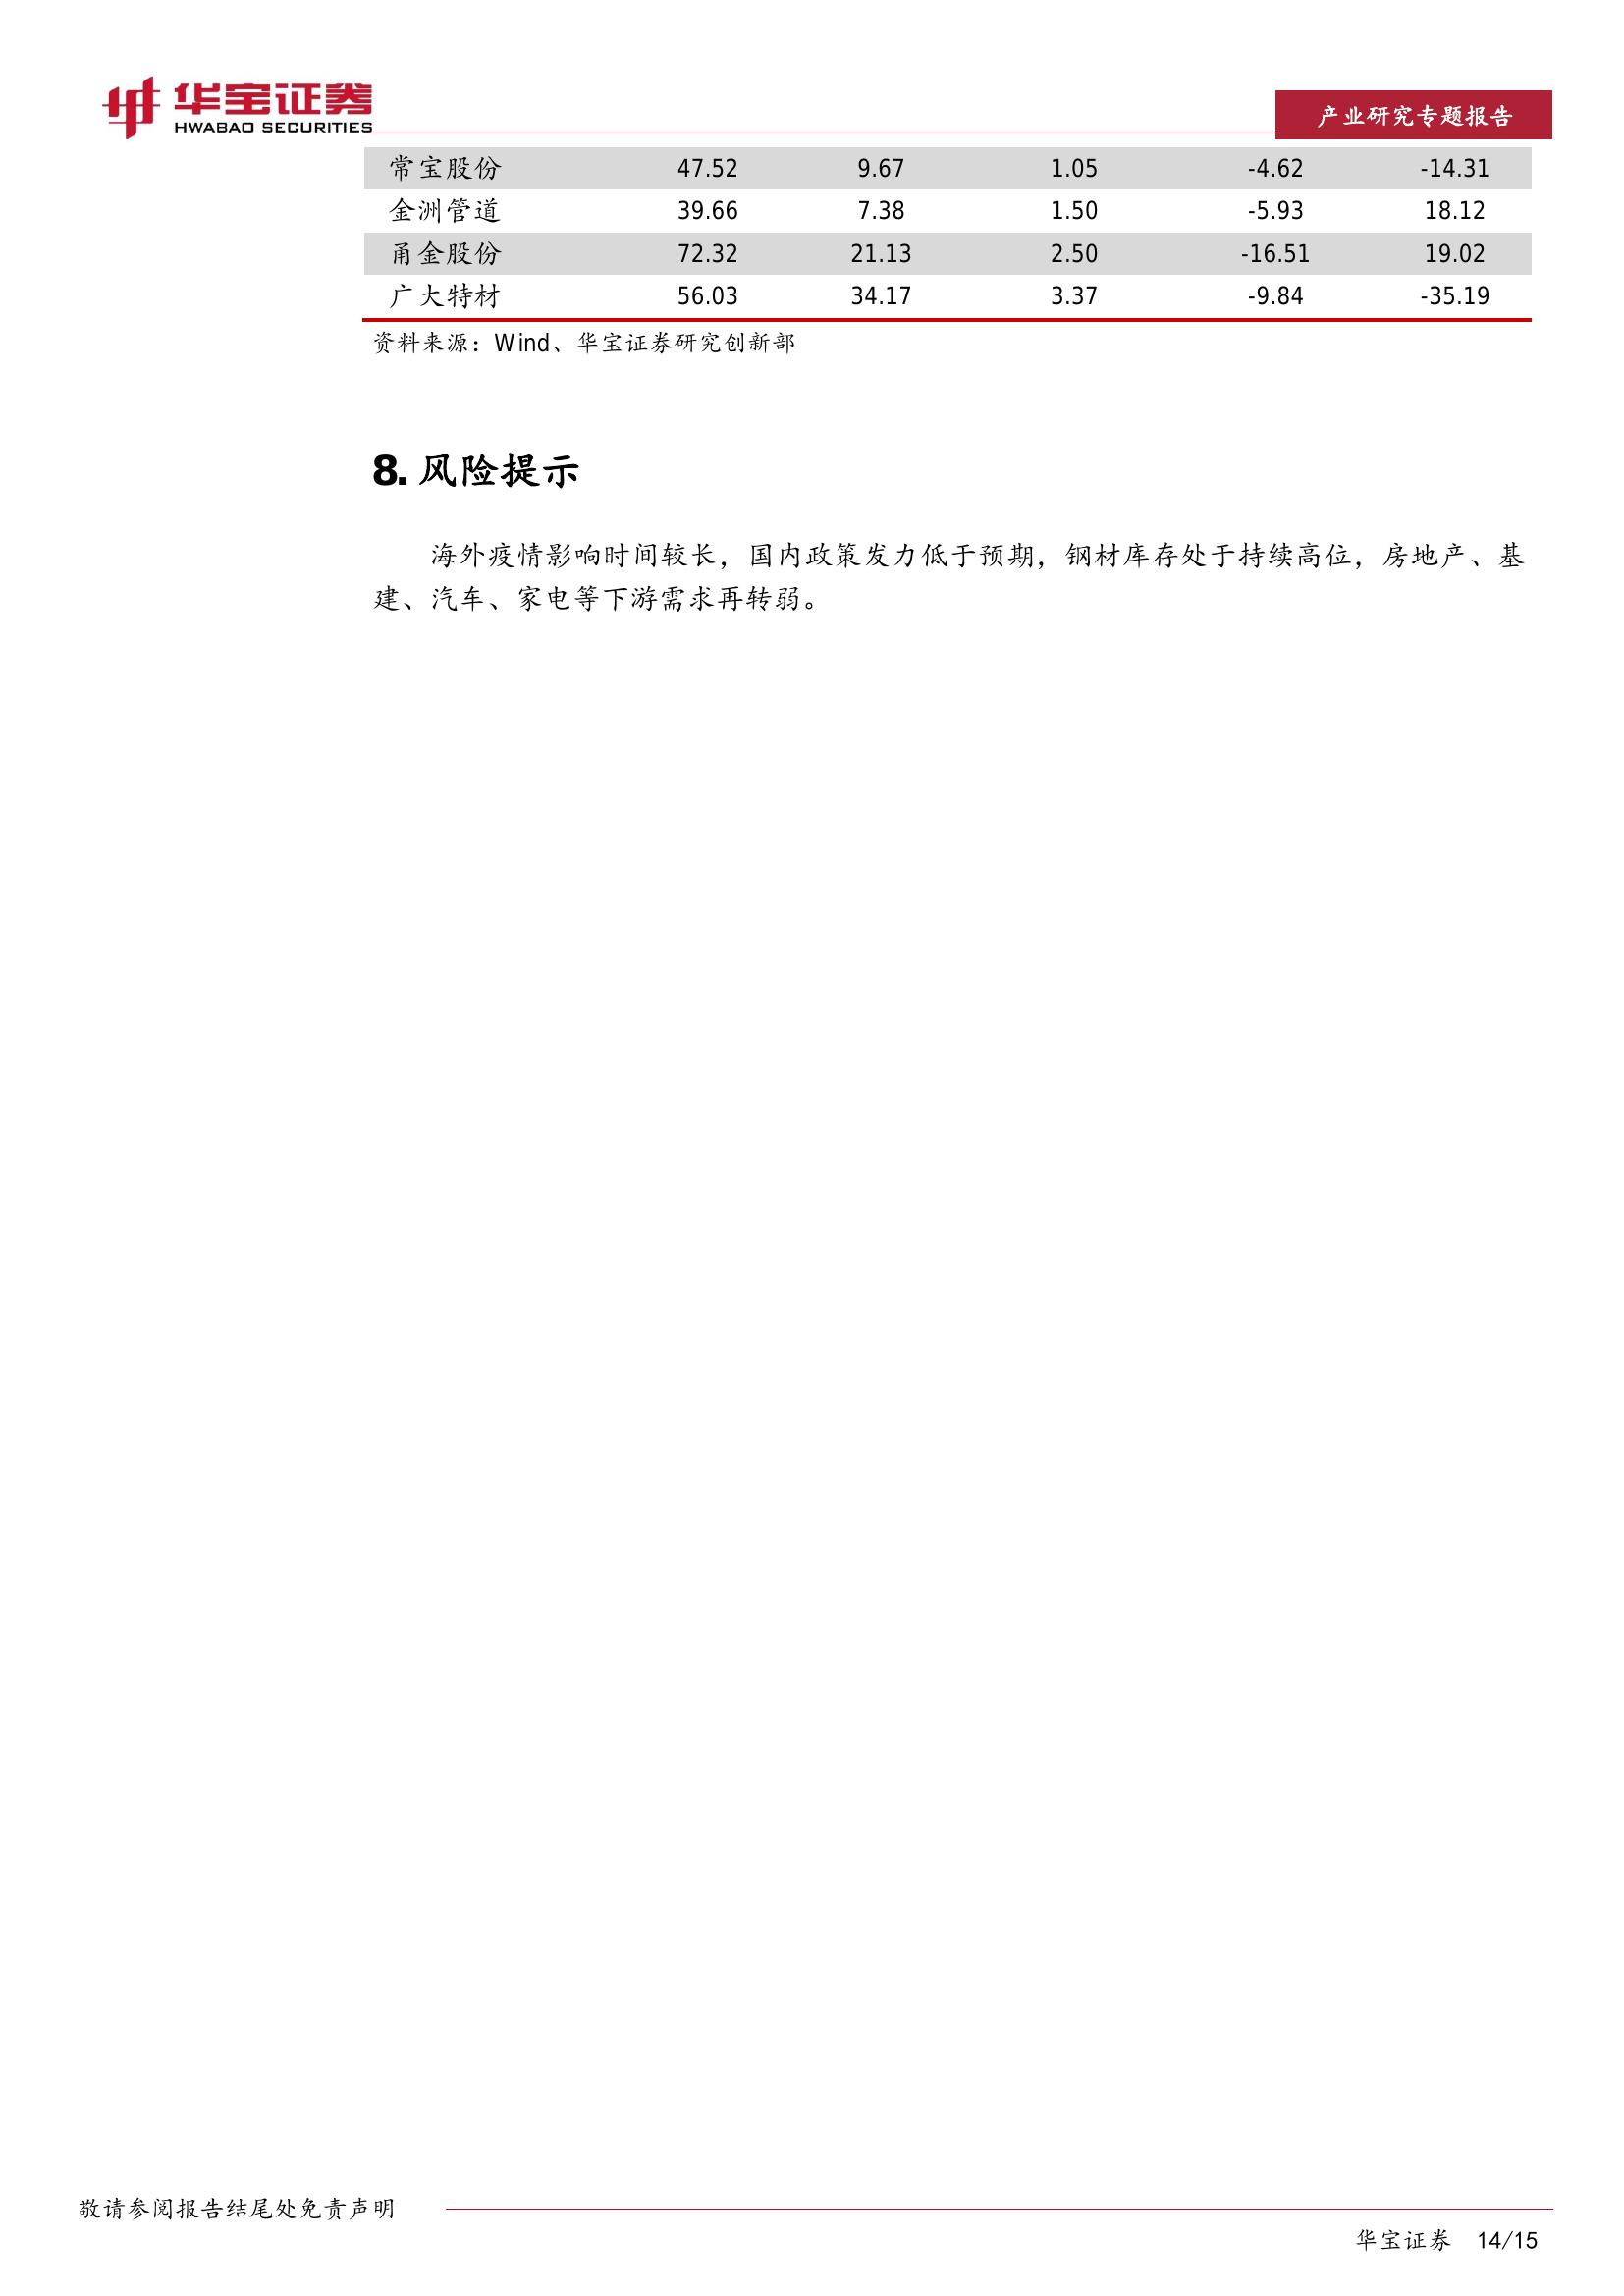 华宝证券
HWABAO SECURITIES
产业研究专题报告
常宝股份 47.52 9.67 1.05 -4.62 -14.31
金洲管道 39.66 7.38 1.50 -5.93 18.12
甬金股份 72.32 21.13 2.50 -16.51 19.02
广大特材 56.03 34.17 3.37 -9.84 -35.19
资料来源：Wind、华宝证券研究创新部
8. 风险提示
海外疫情影响时间较长，国内政策发力低于预期，钢材库存处于持续高位，房地产、基
建、汽车、家电等下游需求再转弱。
敬请参阅报告结尾处免责声明
华宝证券 14/15